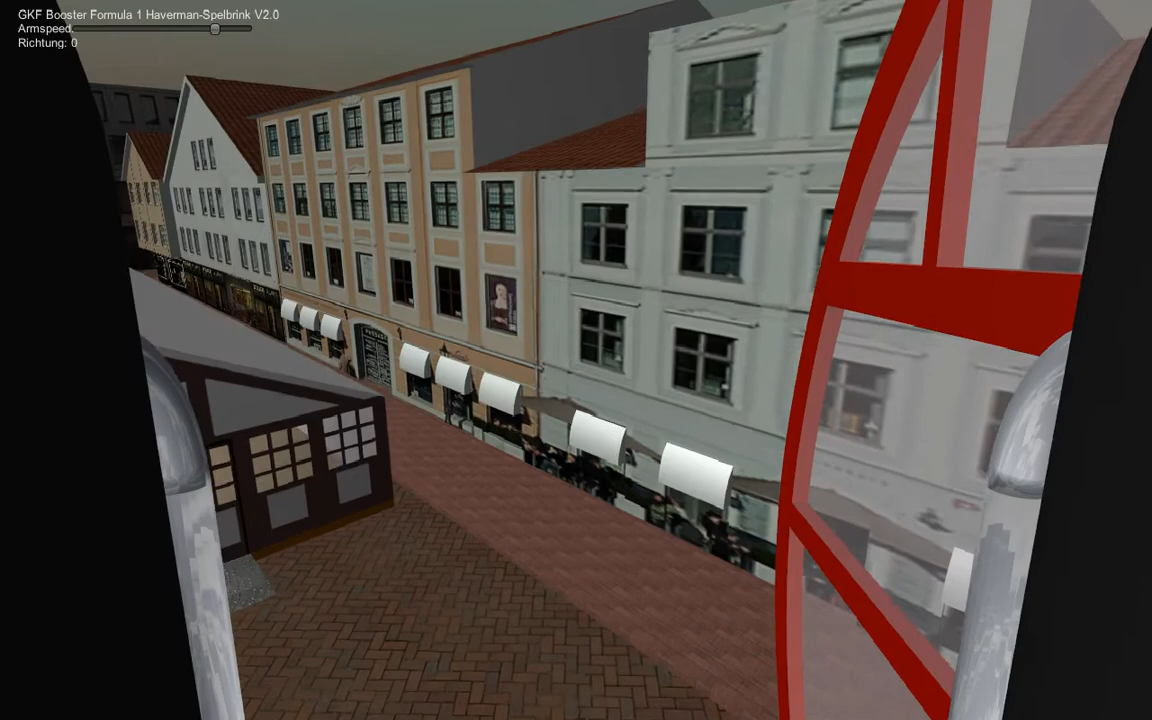 GKF Booster Formula 1 Haverman-Spelbrink V2.0
Armspeed:
Richtung: 0